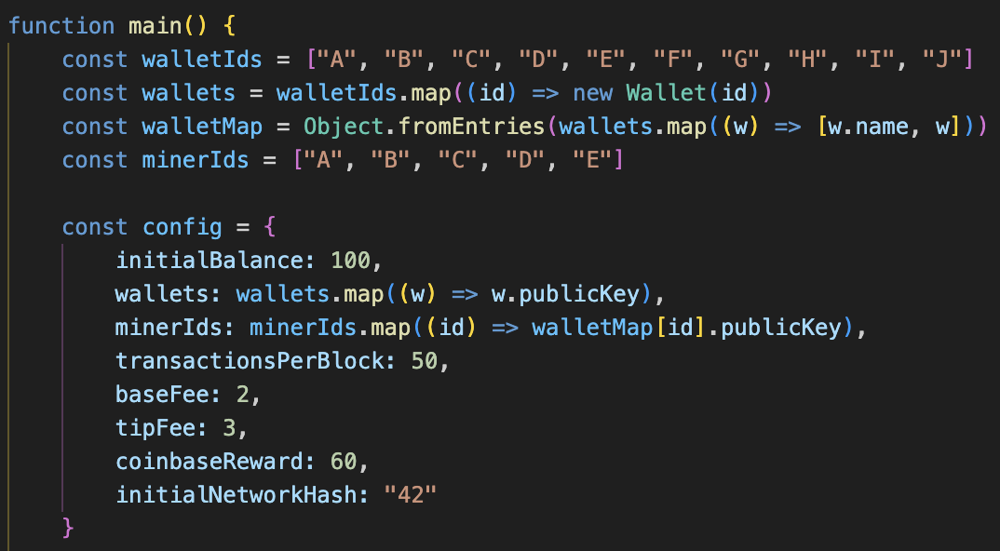 function main() {
    const walletIds = ["A", "B", "C", "D", "E", "F", "G", "H", "I", "J"]
    const wallets = walletIds.map((id) => new Wallet(id))
    const walletMap = Object.fromEntries(wallets.map((w) => [w.name, w]))
    const minerIds = ["A", "B", "C", "D", "E"]

    const config = {
        initialBalance: 100,
        wallets: wallets.map((w) => w.publicKey),
        minerIds: minerIds.map((id) => walletMap[id].publicKey),
        transactionsPerBlock: 50,
        baseFee: 2,
        tipFee: 3,
        coinbaseReward: 60,
        initialNetworkHash: "42"
    }